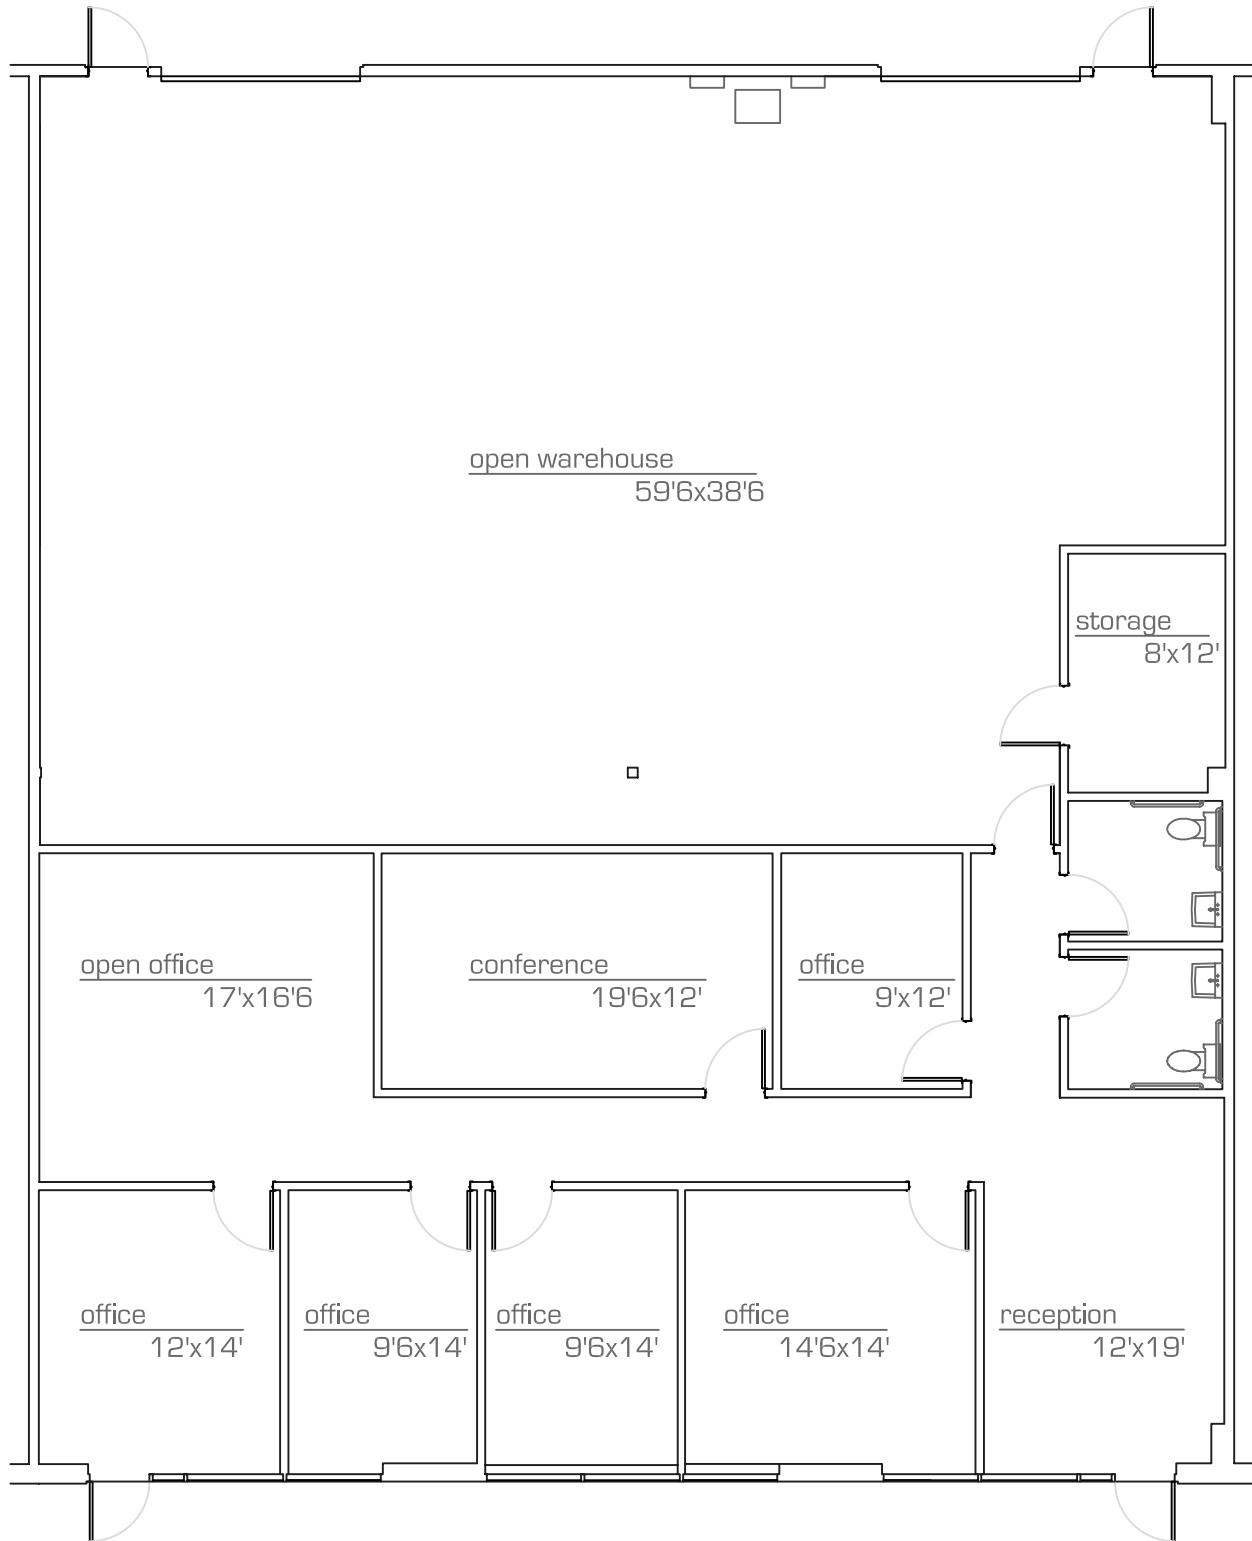 open warehouse
59'6x38'6
storage
8'x12'
open office
17'x16'6
conference
19'6x12'
office
9'x12'
office
12'x14'
office
9'6x14'
office
9'6x14'
office
14'6x14'
reception
12'x19'